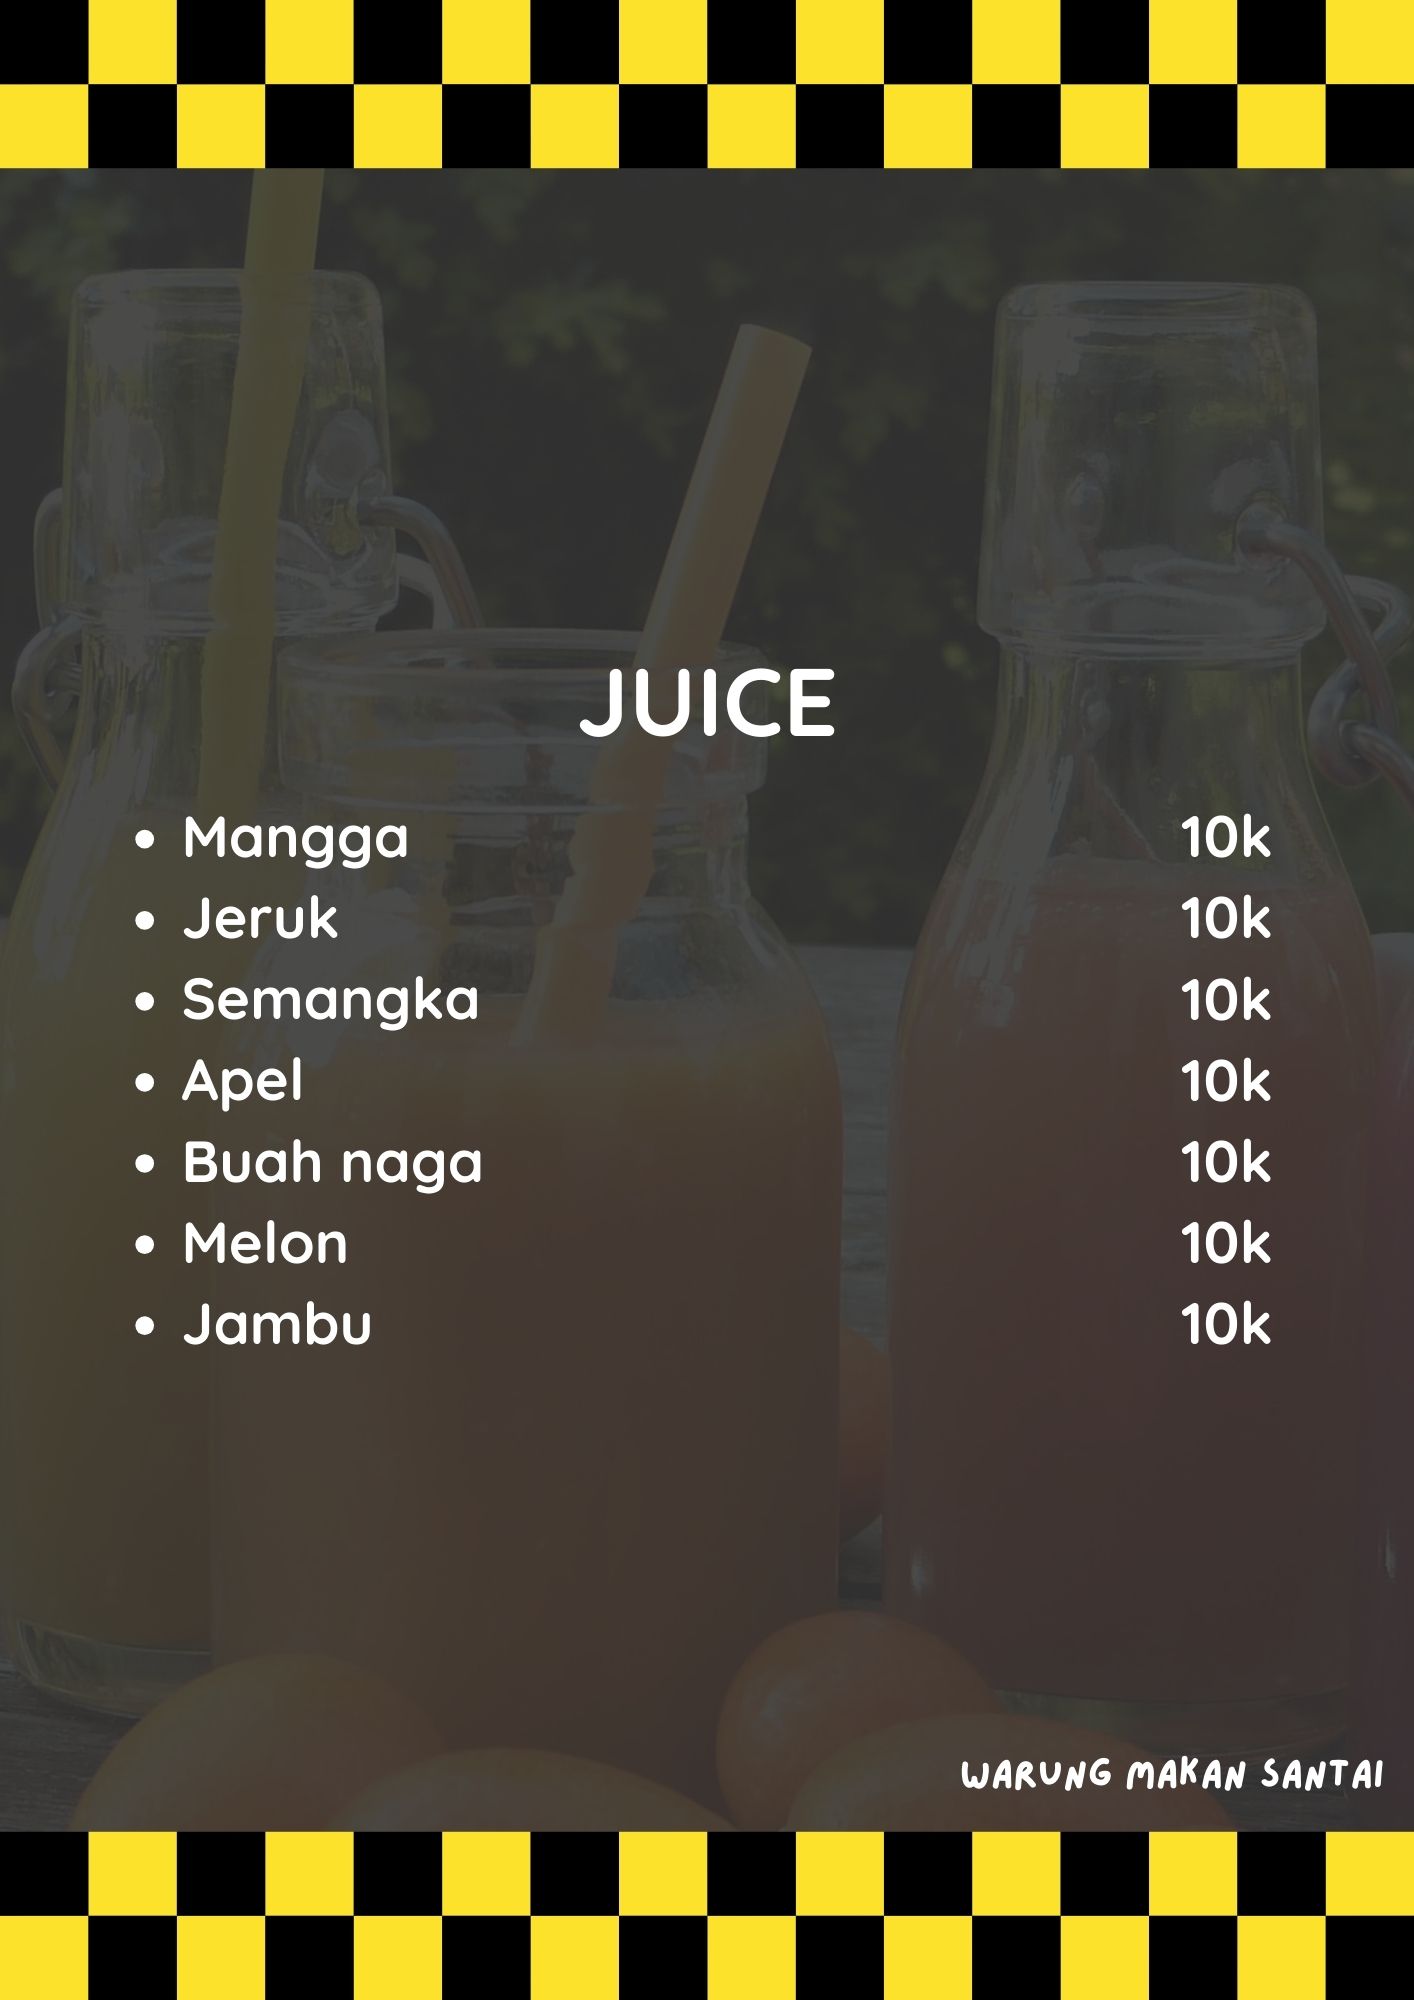 JUICE
• Mangga 10k
• Jeruk 10k
• Semangka 10k
• Apel 10k
• Buah naga 10k
• Melon 10k
• Jambu 10k
WARUNG MAKAN SANTAI